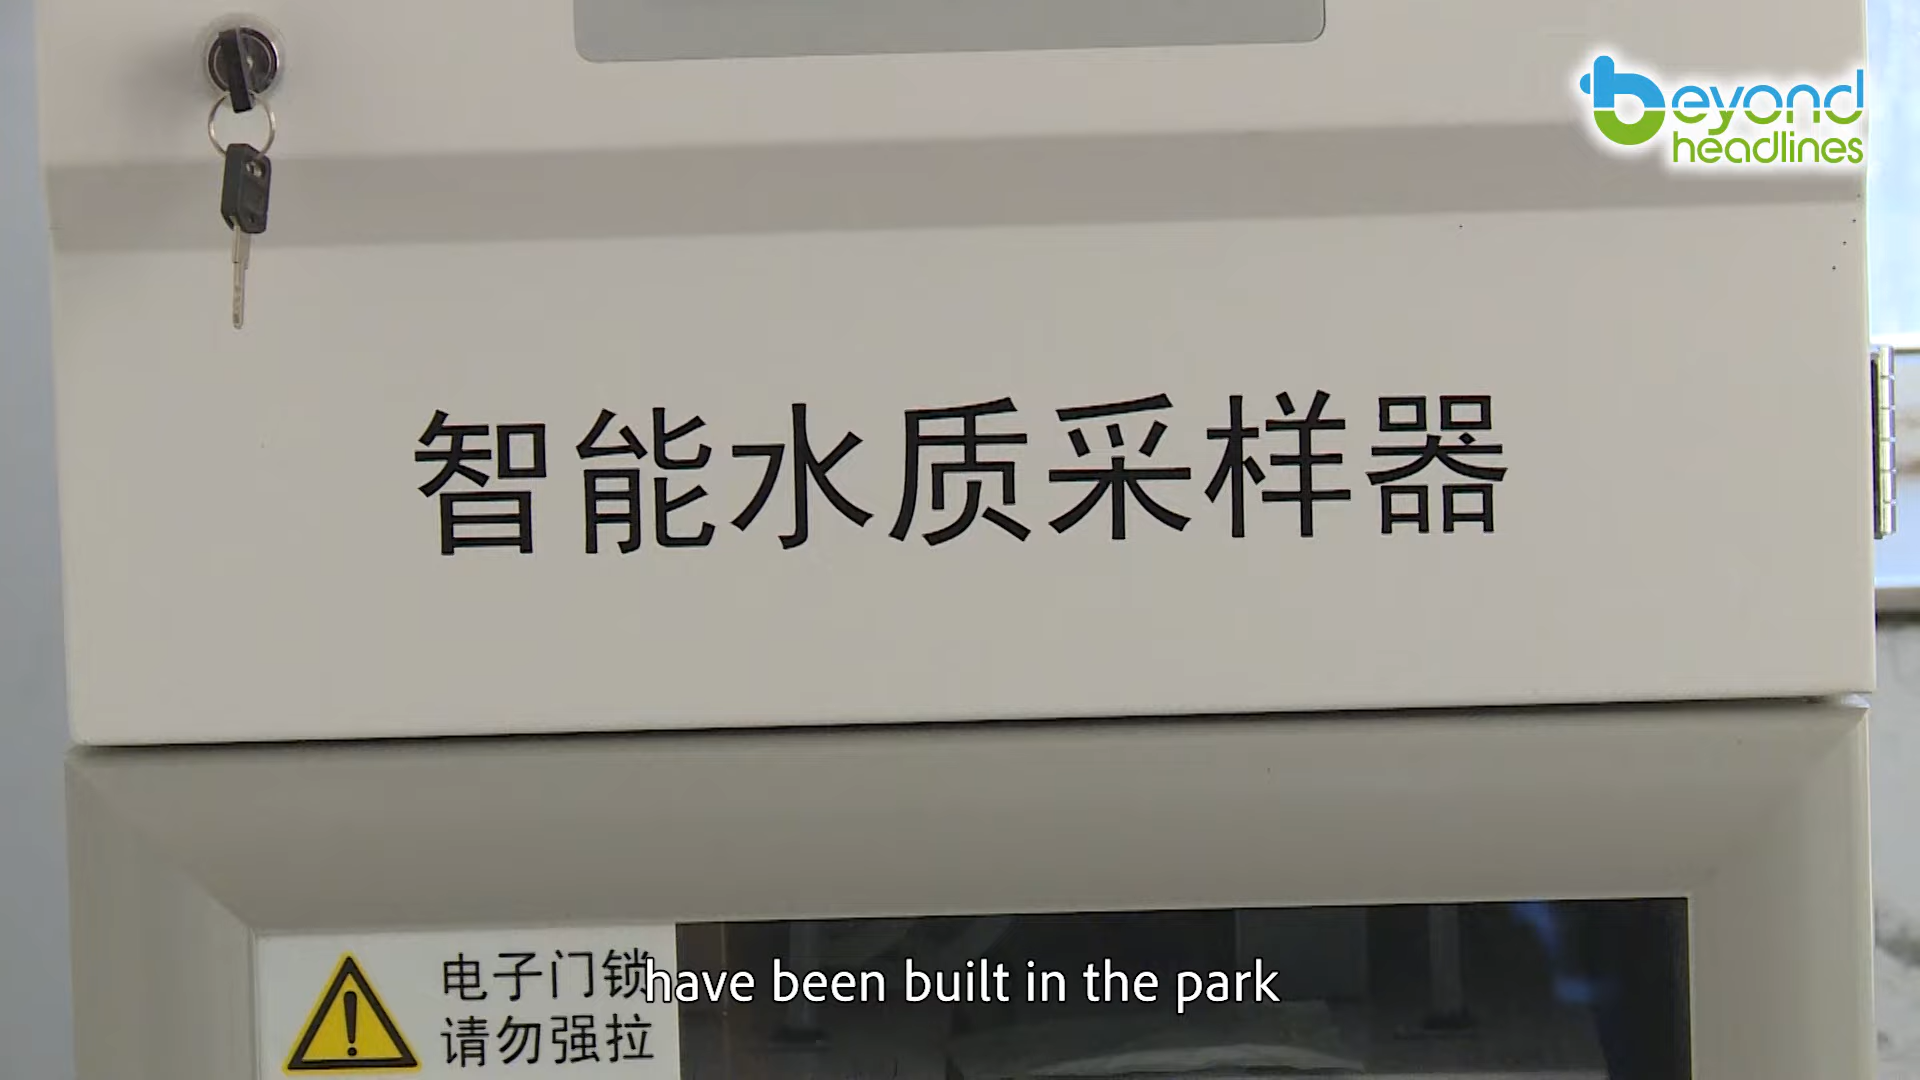 beyond
headlines
智能水质采样器
电子门锁
请勿强拉
have been built in the park